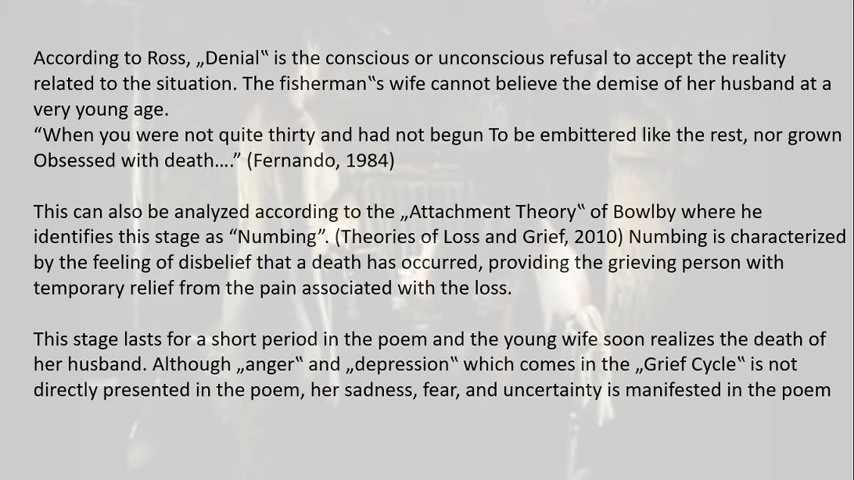 According to Ross, „Denial‟ is the conscious or unconscious refusal to accept the reality
related to the situation. The fisherman‟s wife cannot believe the demise of her husband at a
very young age.
“When you were not quite thirty and had not begun To be embittered like the rest, nor grown
Obsessed with death....” (Fernando, 1984)
This can also be analyzed according to the „Attachment Theory‟ of Bowlby where he
identifies this stage as “Numbing”. (Theories of Loss and Grief, 2010) Numbing is characterized
by the feeling of disbelief that a death has occurred, providing the grieving person with
temporary relief from the pain associated with the loss.
This stage lasts for a short period in the poem and the young wife soon realizes the death of
her husband. Although „anger‟ and „depression‟ which comes in the „Grief Cycle‟ is not
directly presented in the poem, her sadness, fear, and uncertainty is manifested in the poem